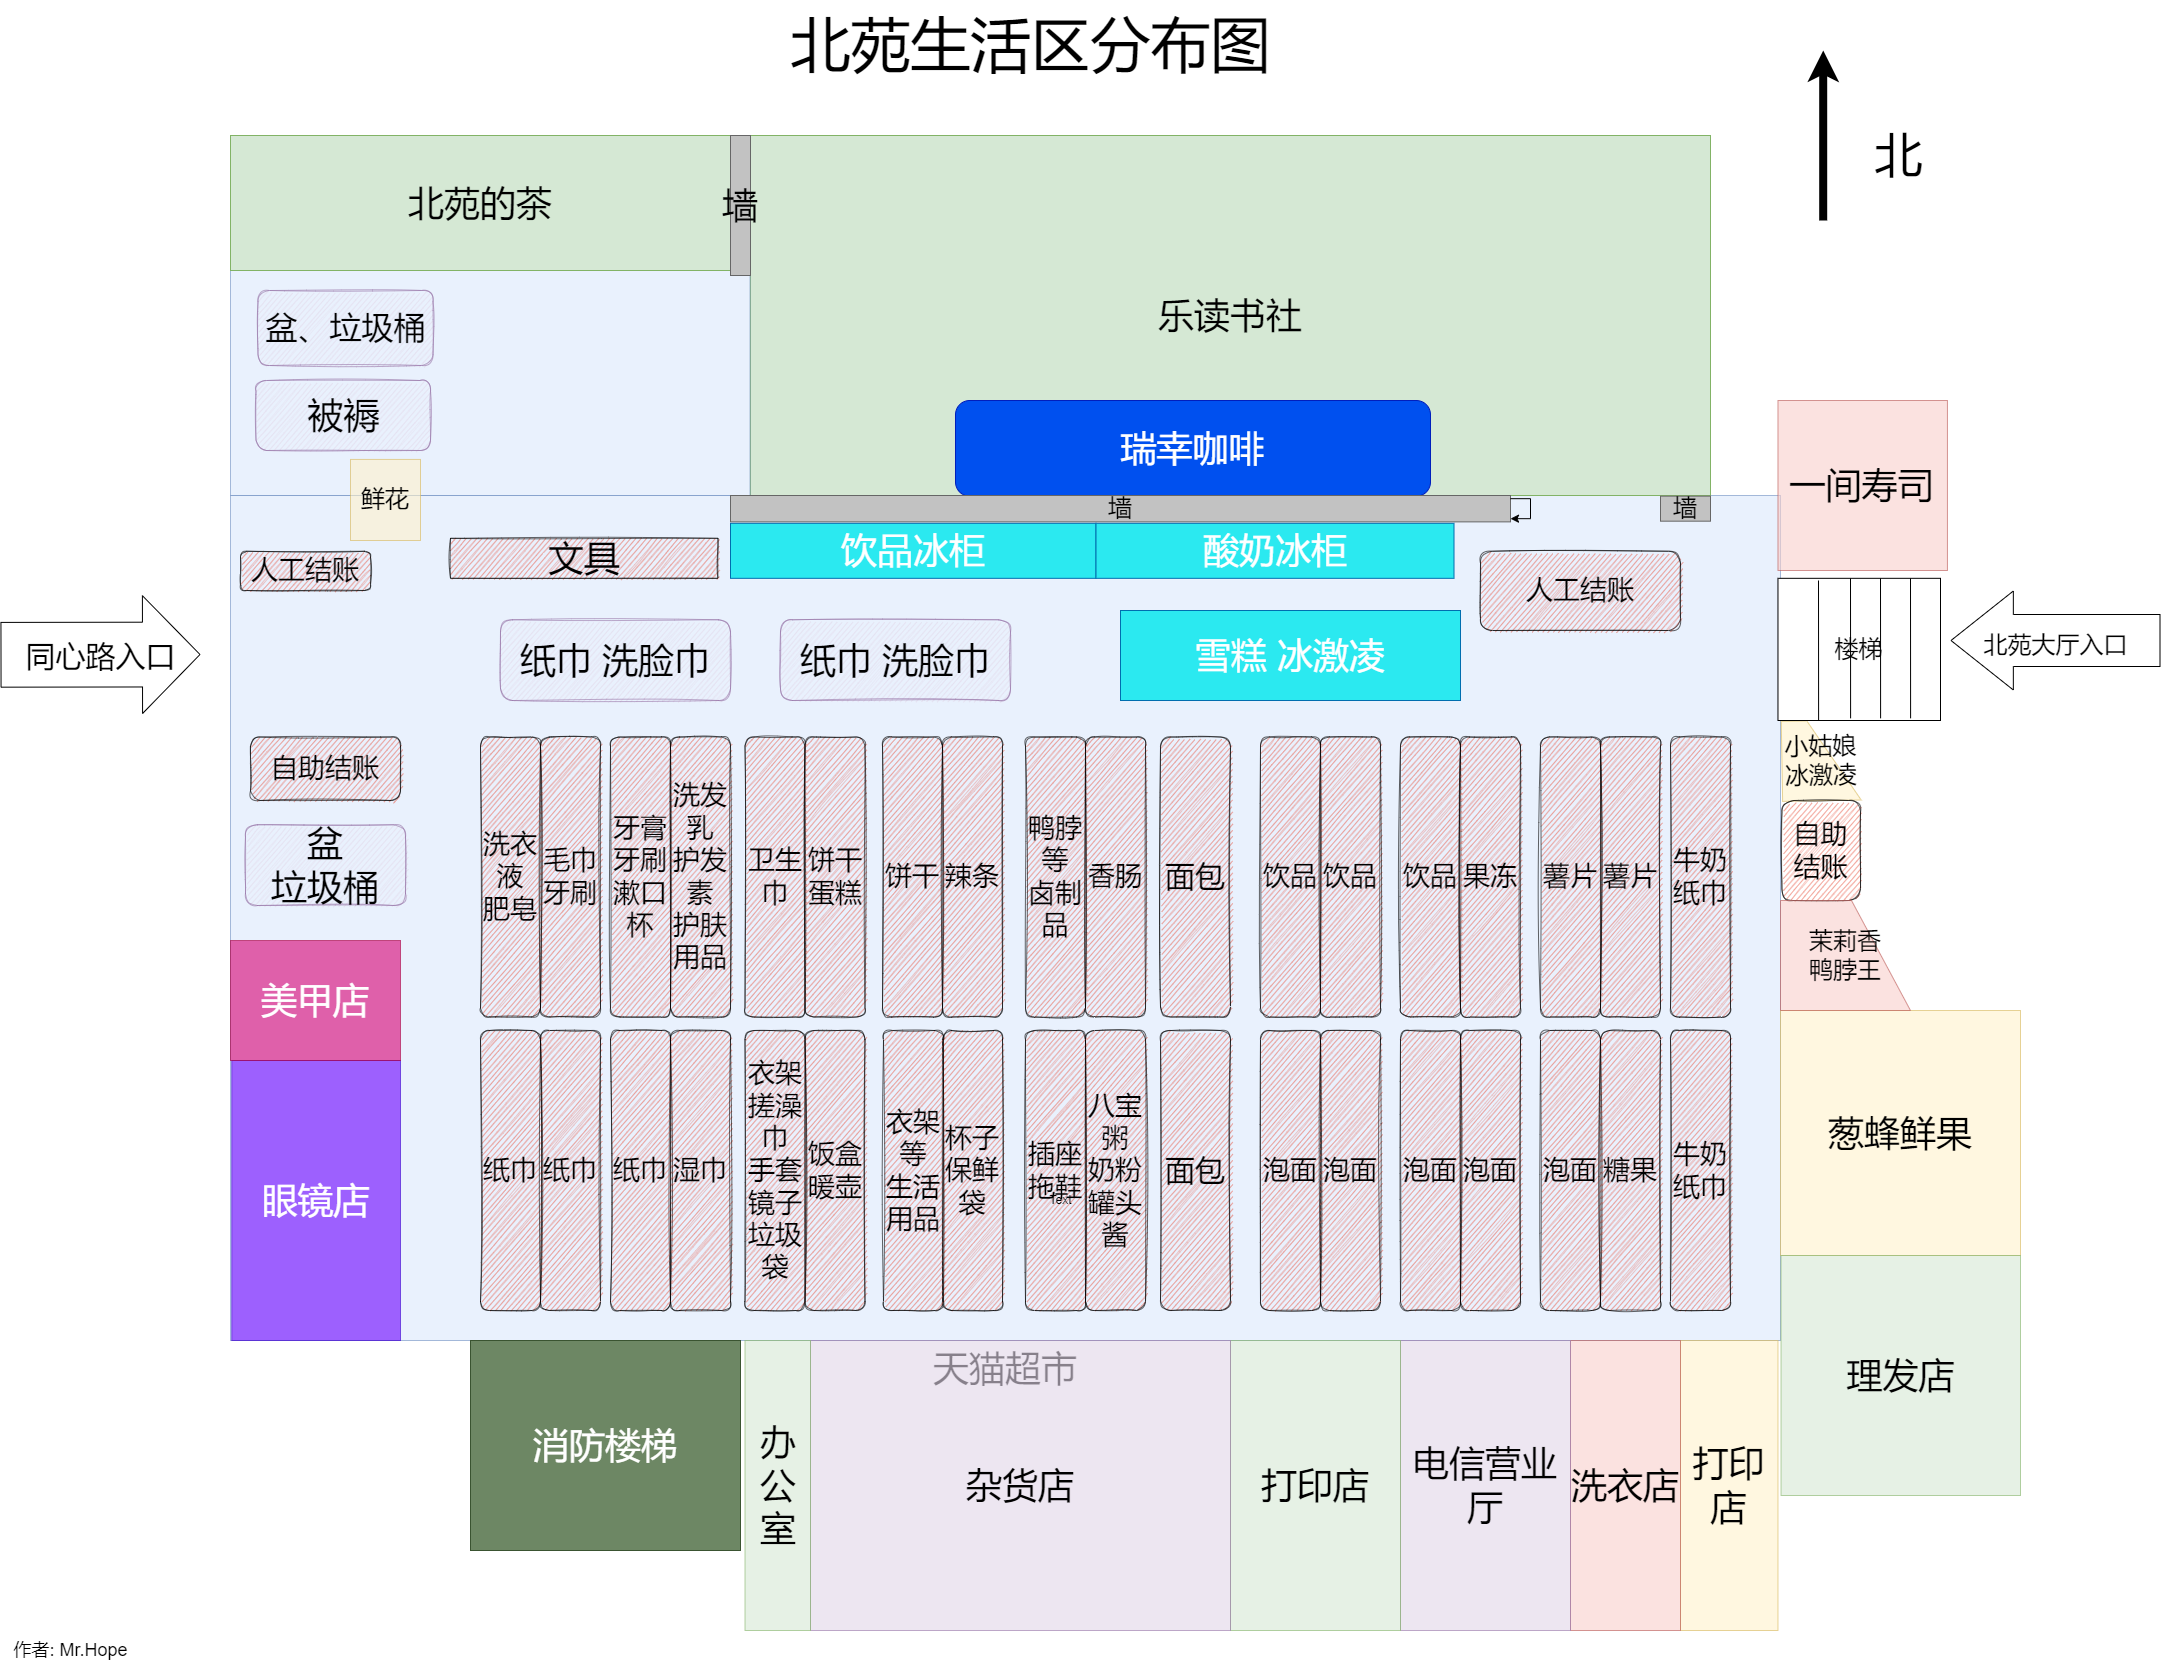 北苑生活区分布图
北
北苑的茶
墙
乐读书社
盆、垃圾桶
被褥
瑞幸咖啡
一间寿司
鲜花
墙
墙
人工结账
文具
饮品冰柜
酸奶冰柜
人工结账
同心路入口
纸巾 洗脸巾
纸巾 洗脸巾
雪糕 冰激凌
楼梯
北苑大厅入口
自助结账
小姑娘
冰激凌
盆
垃圾桶
洗衣
液
肥皂
毛巾
牙刷
牙膏
牙刷
漱口
杯
洗发
乳
护发
素
护肤
用品
卫生
巾
饼干
蛋糕
饼干
辣条
鸭脖
等
卤制
品
香肠
面包
饮品
饮品
饮品
果冻
薯片
薯片
牛奶
纸巾
自助
结账
茉莉香
鸭脖王
美甲店
眼镜店
纸巾
纸巾
纸巾
湿巾
衣架
搓澡
巾
手套
镜子
垃圾
袋
饭盒
暖壶
衣架
等
生活
用品
杯子
保鲜
袋
插座
拖鞋
Text
八宝
粥
奶粉
罐头
酱
面包
泡面
泡面
泡面
泡面
泡面
糖果
牛奶
纸巾
葱蜂鲜果
理发店
消防楼梯
办
公
室
天猫超市
杂货店
打印店
电信营业
厅
洗衣店
打印
店
作者: Mr.Hope